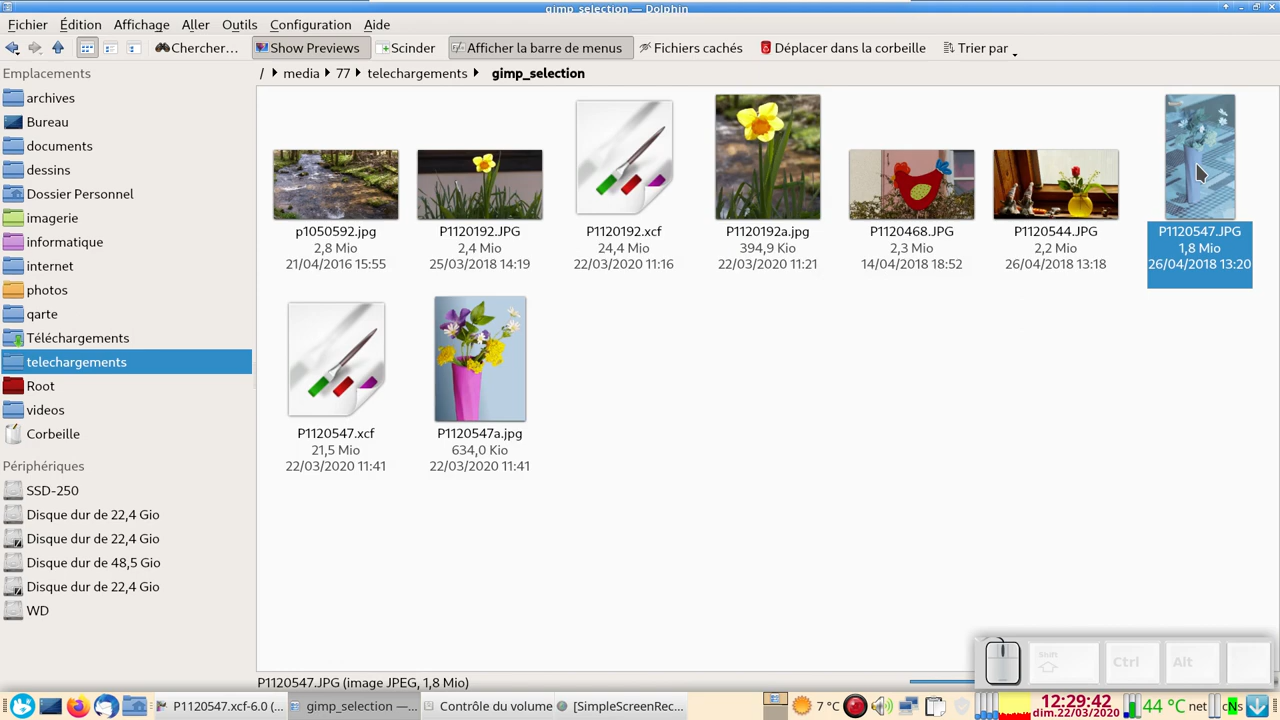 gimp_selection — Dolphin
Fichier Édition Affichage Aller Outils Configuration Aide
Chercher... Show Previews Scinder Afficher la barre de menus Fichiers cachés Déplacer dans la corbeille Trier par
/ media 77 telechargements gimp_selection
Emplacements
archives
Bureau
documents
dessins
Dossier Personnel
imagerie
informatique
internet
photos
qarte
Téléchargements
telechargements
Root
videos
Corbeille
Périphériques
SSD-250
Disque dur de 22,4 Gio
Disque dur de 22,4 Gio
Disque dur de 48,5 Gio
Disque dur de 22,4 Gio
WD
p1050592.jpg
2,8 Mio
21/04/2016 15:55
P1120192.JPG
2,4 Mio
25/03/2018 14:19
P1120192.xcf
24,4 Mio
22/03/2020 11:16
P1120192a.jpg
394,9 Kio
22/03/2020 11:21
P1120468.JPG
2,3 Mio
14/04/2018 18:52
P1120544.JPG
2,2 Mio
26/04/2018 13:18
P1120547.JPG
1,8 Mio
26/04/2018 13:20
P1120547.xcf
21,5 Mio
22/03/2020 11:41
P1120547a.jpg
634,0 Kio
22/03/2020 11:41
P1120547.JPG (image JPEG, 1,8 Mio)
Shift Ctrl Alt
P1120547.xcf-6.0 (... gimp_selection —... Contrôle du volume [SimpleScreenRec... 7 °C 12:29:42 44 °C net cNs
dim.22/03/2020